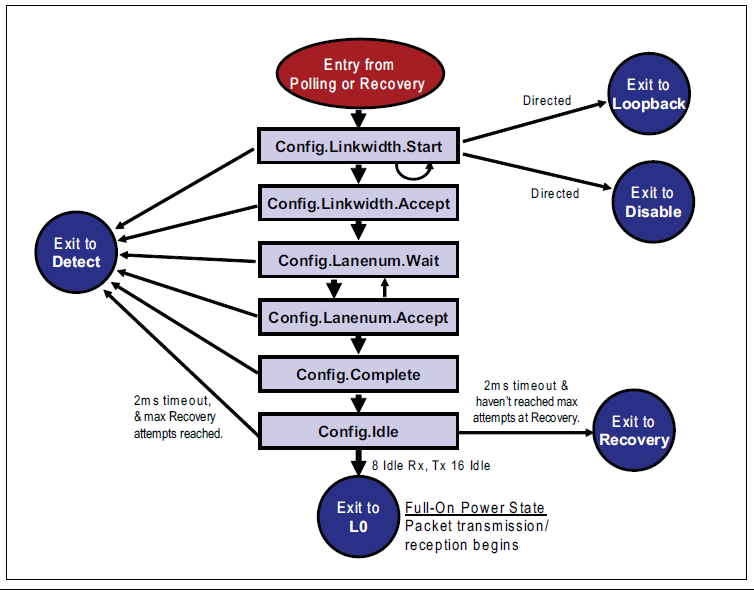 Entry from
Polling or Recovery
Exit to
Loopback
Directed
Config.Linkwidth.Start
Directed
Exit to
Disable
Config.Linkwidth.Accept
Exit to
Detect
Config.Lanenum.Wait
Config.Lanenum.Accept
Config.Complete
2ms timeout,
& max Recovery
attempts reached.
2ms timeout &
haven't reached max
attempts at Recovery.
Config.Idle
Exit to
Recovery
8 Idle Rx, Tx 16 Idle
Exit to
L0
Full-On Power State
Packet transmission/
reception begins